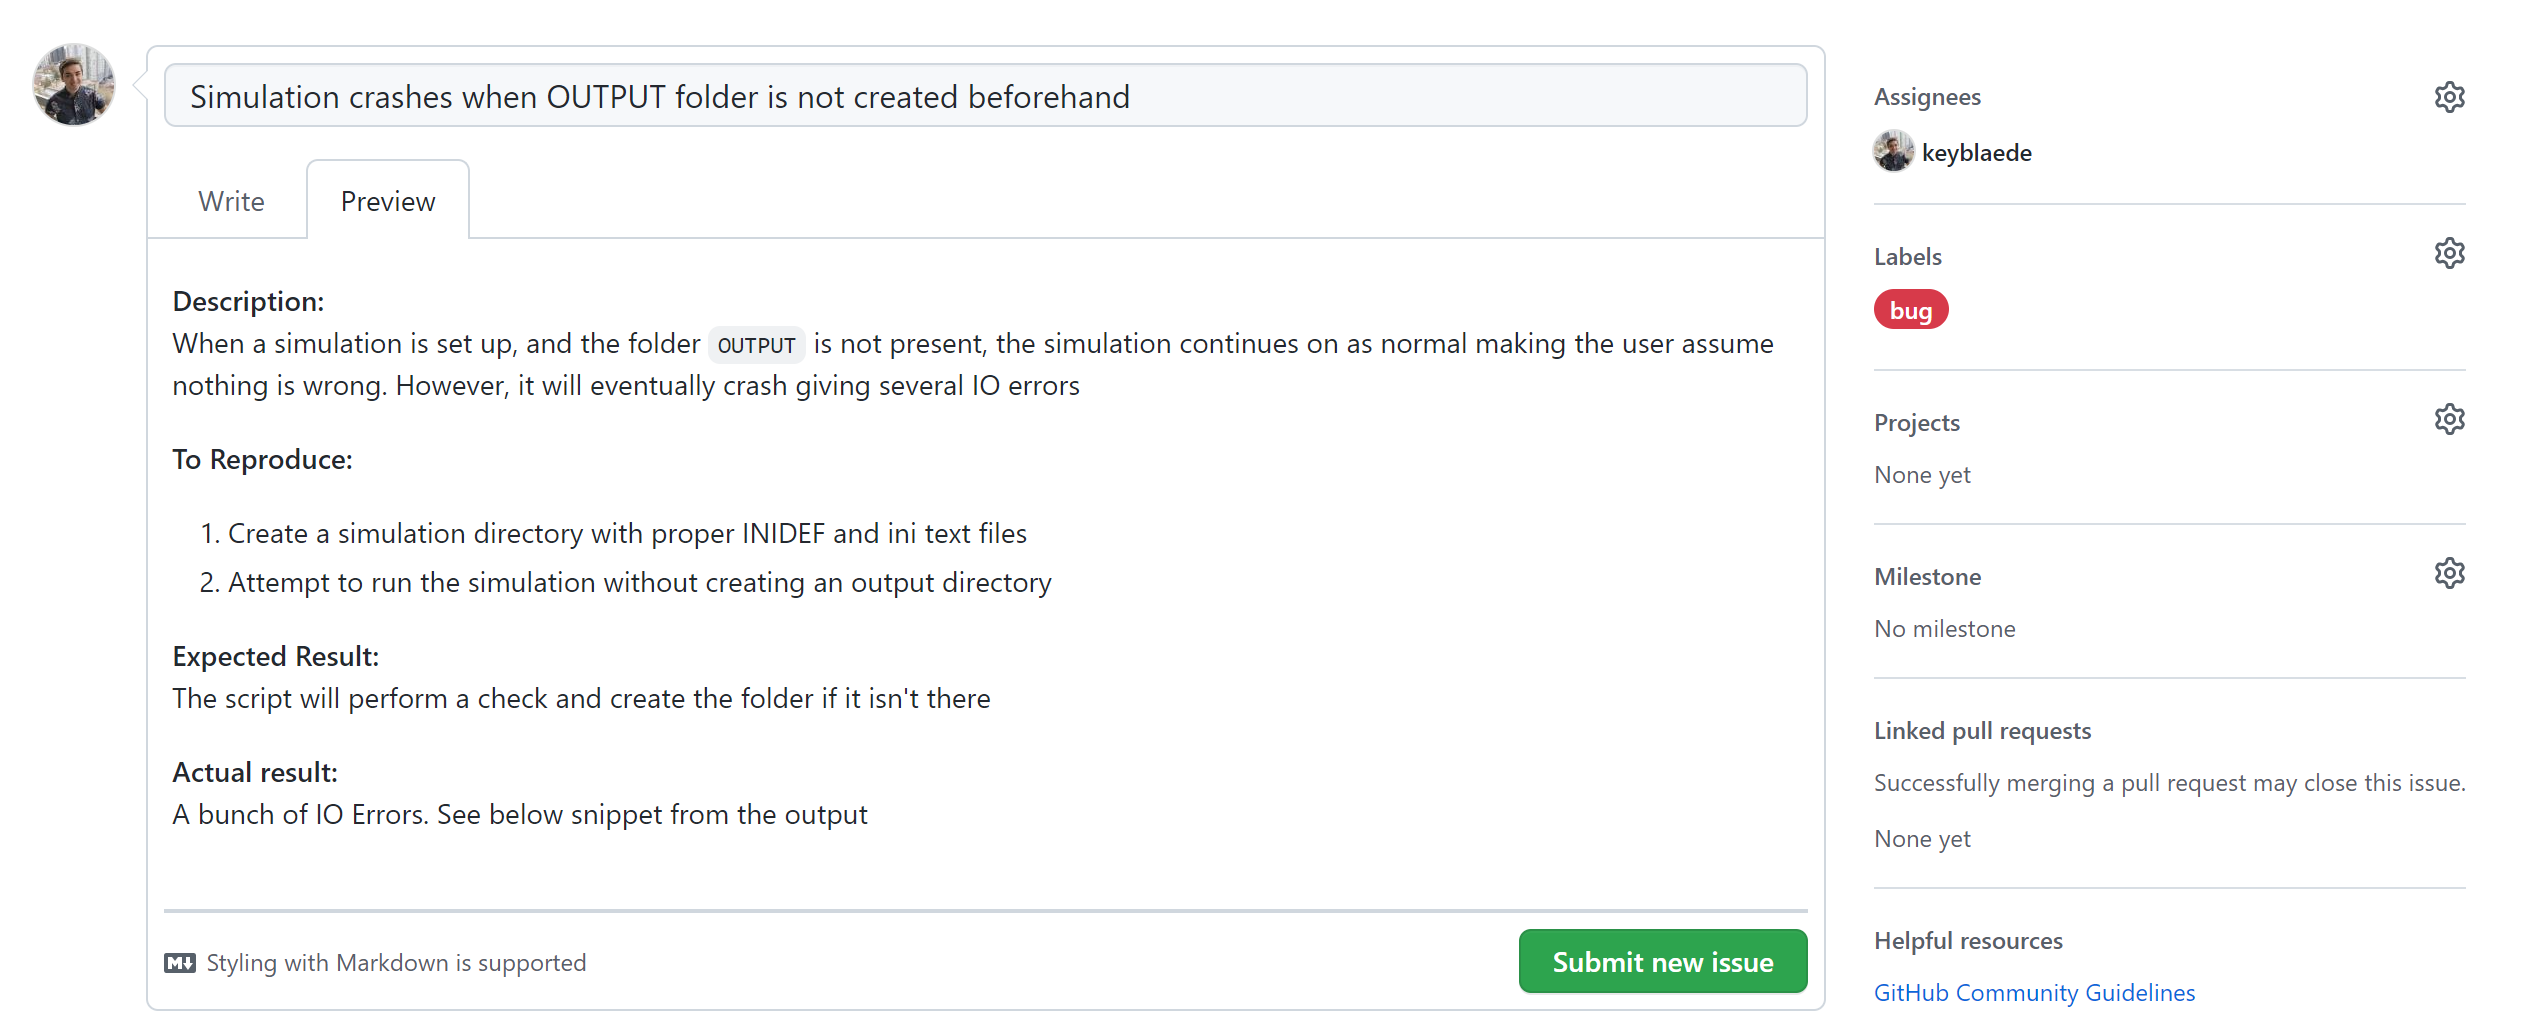 Simulation crashes when OUTPUT folder is not created beforehand
Write
Preview
Description:
When a simulation is set up, and the folder OUTPUT is not present, the simulation continues on as normal making the user assume
nothing is wrong. However, it will eventually crash giving several IO errors
To Reproduce:
1. Create a simulation directory with proper INIDEF and ini text files
2. Attempt to run the simulation without creating an output directory
Expected Result:
The script will perform a check and create the folder if it isn't there
Actual result:
A bunch of IO Errors. See below snippet from the output
M Styling with Markdown is supported
Submit new issue
Assignees
keyblaede
Labels
bug
Projects
None yet
Milestone
No milestone
Linked pull requests
Successfully merging a pull request may close this issue.
None yet
Helpful resources
GitHub Community Guidelines